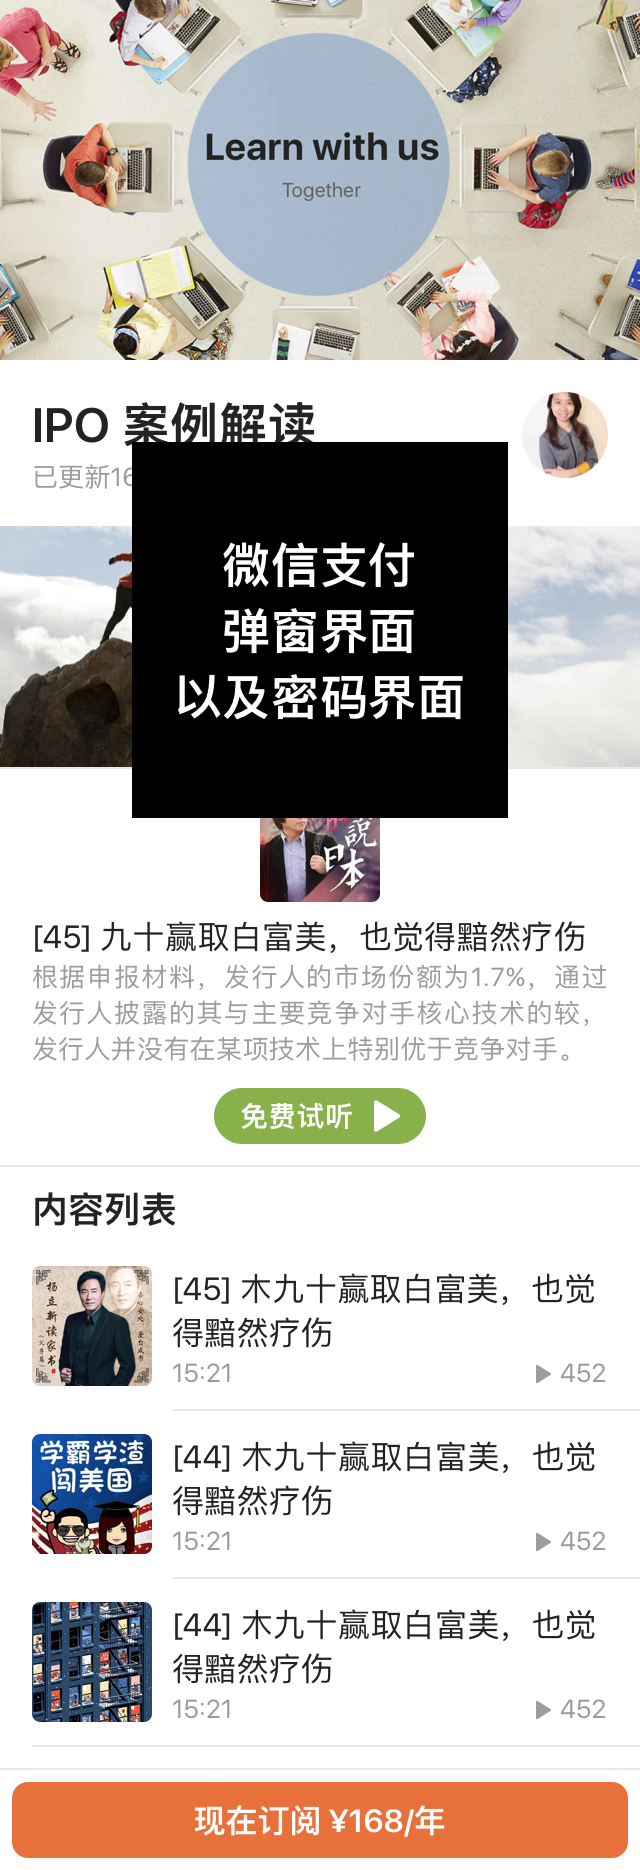 Learn with us
Together
IPO 案例解读
已更新16
微信支付
弹窗界面
以及密码界面
解説
日本
[45] 九十赢取白富美，也觉得黯然疗伤
根据申报材料，发行人的市场份额为1.7%，通过
发行人披露的其与主要竞争对手核心技术的较，
发行人并没有在某项技术上特别优于竞争对手。
免费试听
内容列表
[45] 木九十赢取白富美，也觉
得黯然疗伤
15:21
452
杨立新读家书
学霸学渣
闯美国
[44] 木九十赢取白富美，也觉
得黯然疗伤
15:21
452
[44] 木九十赢取白富美，也觉
得黯然疗伤
15:21
452
现在订阅 ¥168/年